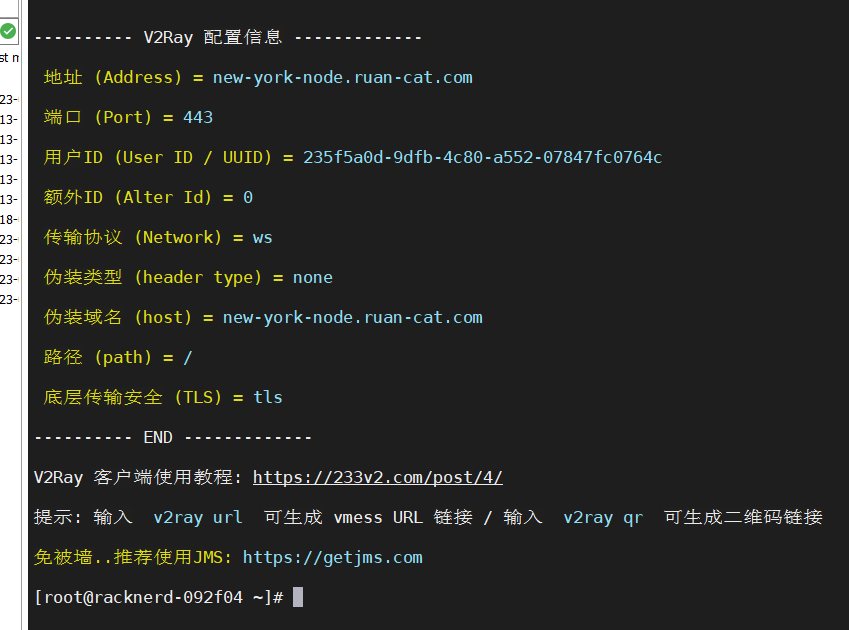 ---------- V2Ray 配置信息 -------------
地址 (Address) = new-york-node.ruan-cat.com
端口 (Port) = 443
用户ID (User ID / UUID) = 235f5a0d-9dfb-4c80-a552-07847fc0764c
额外ID (Alter Id) = 0
传输协议 (Network) = ws
伪装类型 (header type) = none
伪装域名 (host) = new-york-node.ruan-cat.com
路径 (path) = /
底层传输安全 (TLS) = tls
---------- END -------------
V2Ray 客户端使用教程: https://233v2.com/post/4/
提示: 输入 v2ray url 可生成 vmess URL 链接 / 输入 v2ray qr 可生成二维码链接
免被墙..推荐使用JMS: https://getjms.com
[root@racknerd-092f04 ~]#
st m
23-
13-
13-
13-
13-
13-
18-
23-
23-
23-
23-